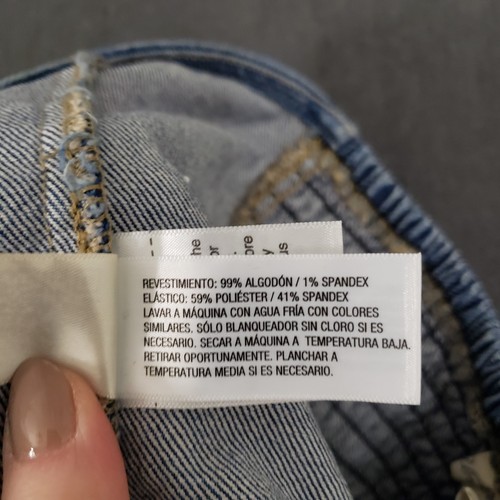 REVESTIMIENTO: 99% ALGODÓN / 1% SPANDEX
ELÁSTICO: 59% POLIÉSTER / 41% SPANDEX
LAVAR A MÁQUINA CON AGUA FRÍA CON COLORES
SIMILARES. SÓLO BLANQUEADOR SIN CLORO SI ES
NECESARIO. SECAR A MÁQUINA A TEMPERATURA BAJA.
RETIRAR OPORTUNAMENTE. PLANCHAR A
TEMPERATURA MEDIA SI ES NECESARIO.